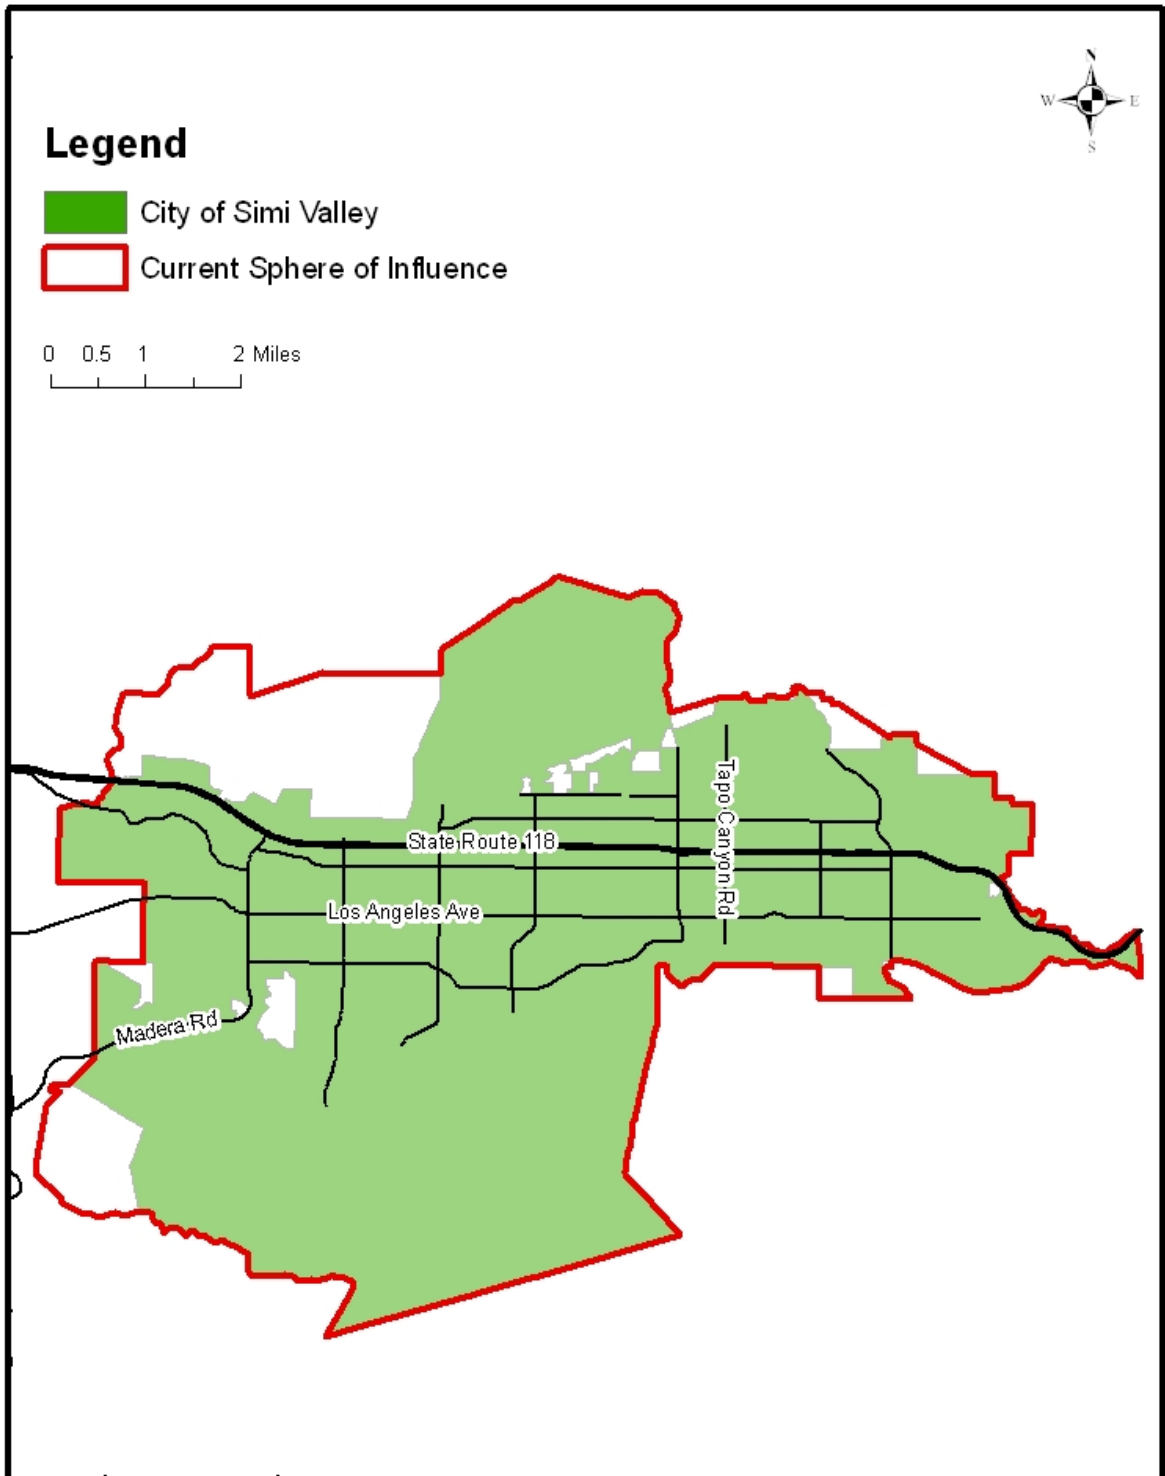 N
W E
S
Legend
City of Simi Valley
Current Sphere of Influence
0 0.5 1 2 Miles
Tapo Canyon Rd
State Route 118
Los Angeles Ave
Madera Rd